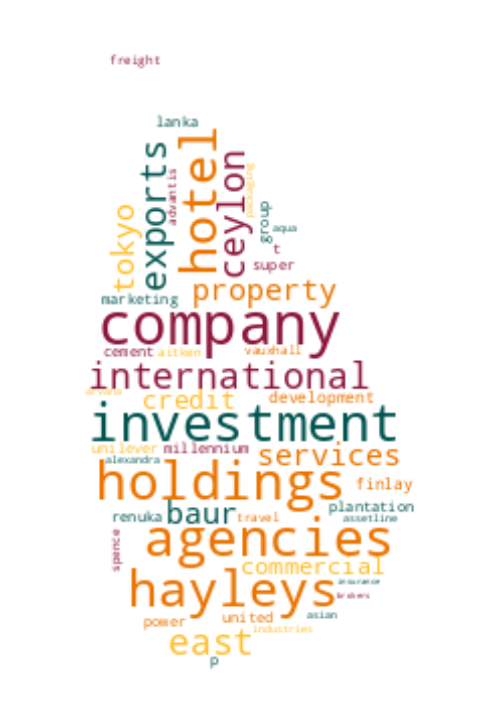 freight
lanka
exports
hotel
ceylon
advantis
packaging
tokyo
group
aqua
t
super
marketing
property
company
cement
aitken
vauxhall
international
credit
development
investment
unilever
millennium
services
alexandra
holdings
finlay
renuka
baur
travel
plantation
assetline
spence
agencies
commercial
insurance
hayleys
brokers
power
united
asian
east
industries
p